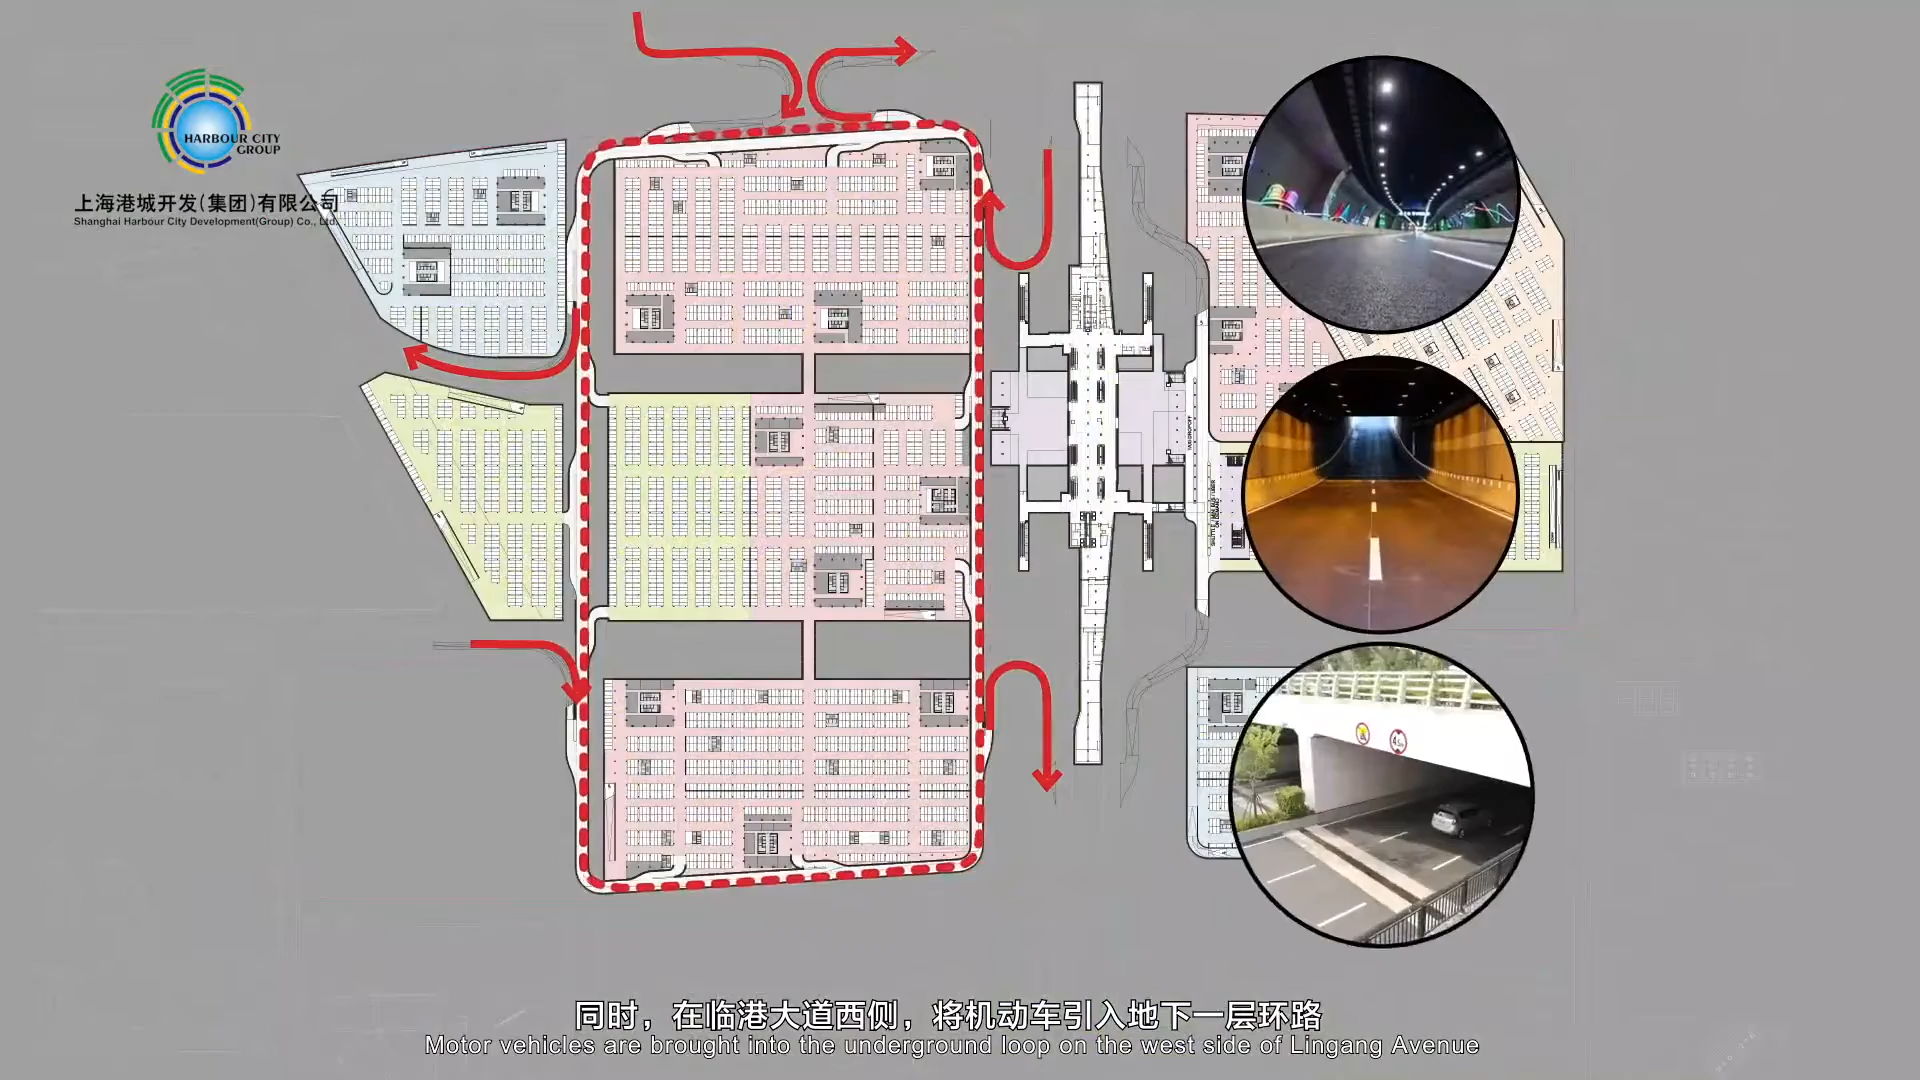 HARBOUR CITY
GROUP
上海港城开发(集团)有限公司
Shanghai Harbour City Development(Group) Co., Ltd.
同时，在临港大道西侧，将机动车引入地下一层环路
Motor vehicles are brought into the underground loop on the west side of Lingang Avenue